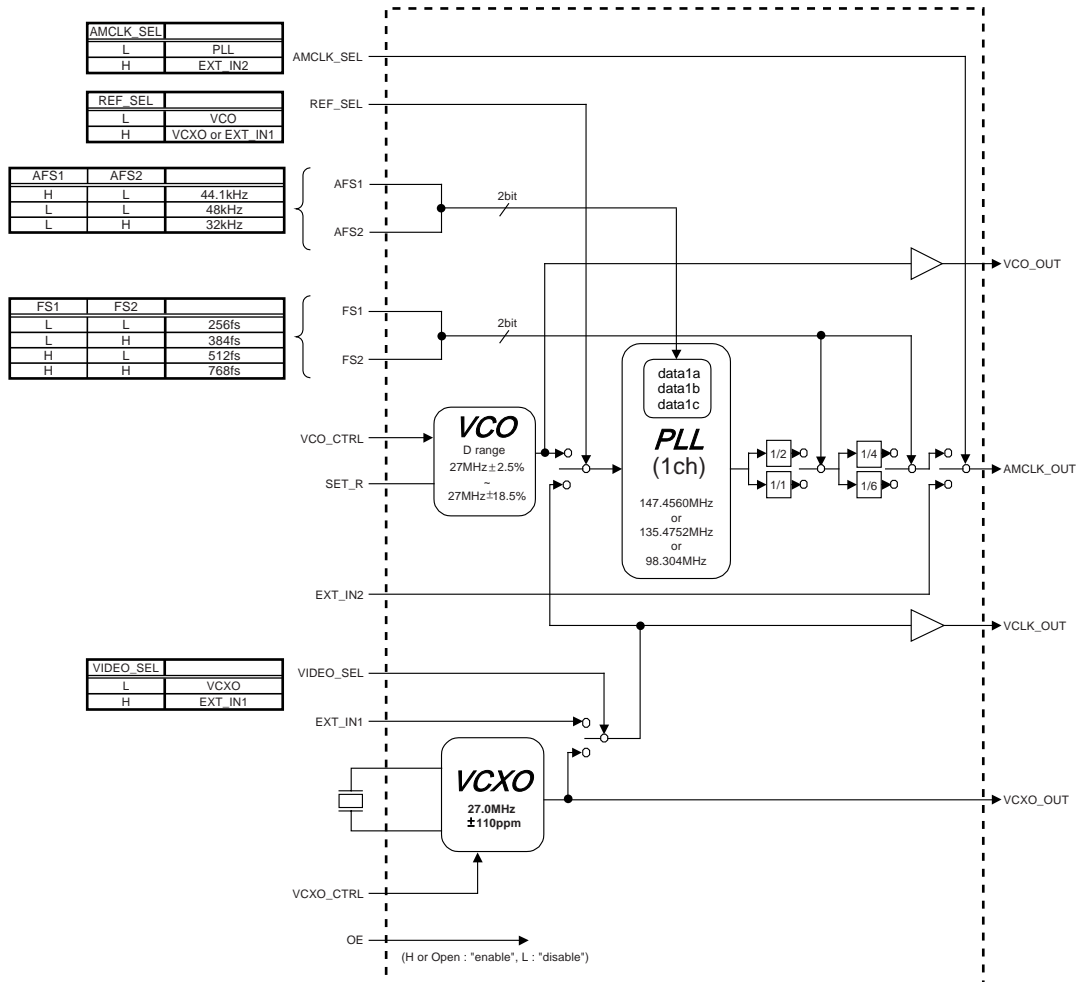 AMCLK_SEL
L PLL
H EXT_IN2
AMCLK_SEL
REF_SEL
L VCO
H VCXO or EXT_IN1
REF_SEL
AFS1 AFS2
H L 44.1kHz
L L 48kHz
L H 32kHz
AFS1
AFS2
2bit
VCO_OUT
FS1 FS2
L L 256fs
L H 384fs
H L 512fs
H H 768fs
FS1
FS2
2bit
data1a
data1b
data1c
PLL
(1ch)
147.4560MHz
or
135.4752MHz
or
98.304MHz
VCO_CTRL
SET_R
VCO
D range
27MHz±2.5%
~
27MHz±18.5%
1/2
1/1
1/4
1/6
AMCLK_OUT
EXT_IN2
VCLK_OUT
VIDEO_SEL
L VCXO
H EXT_IN1
VIDEO_SEL
EXT_IN1
VCXO
27.0MHz
±110ppm
VCXO_OUT
VCXO_CTRL
OE
(H or Open : "enable", L : "disable")